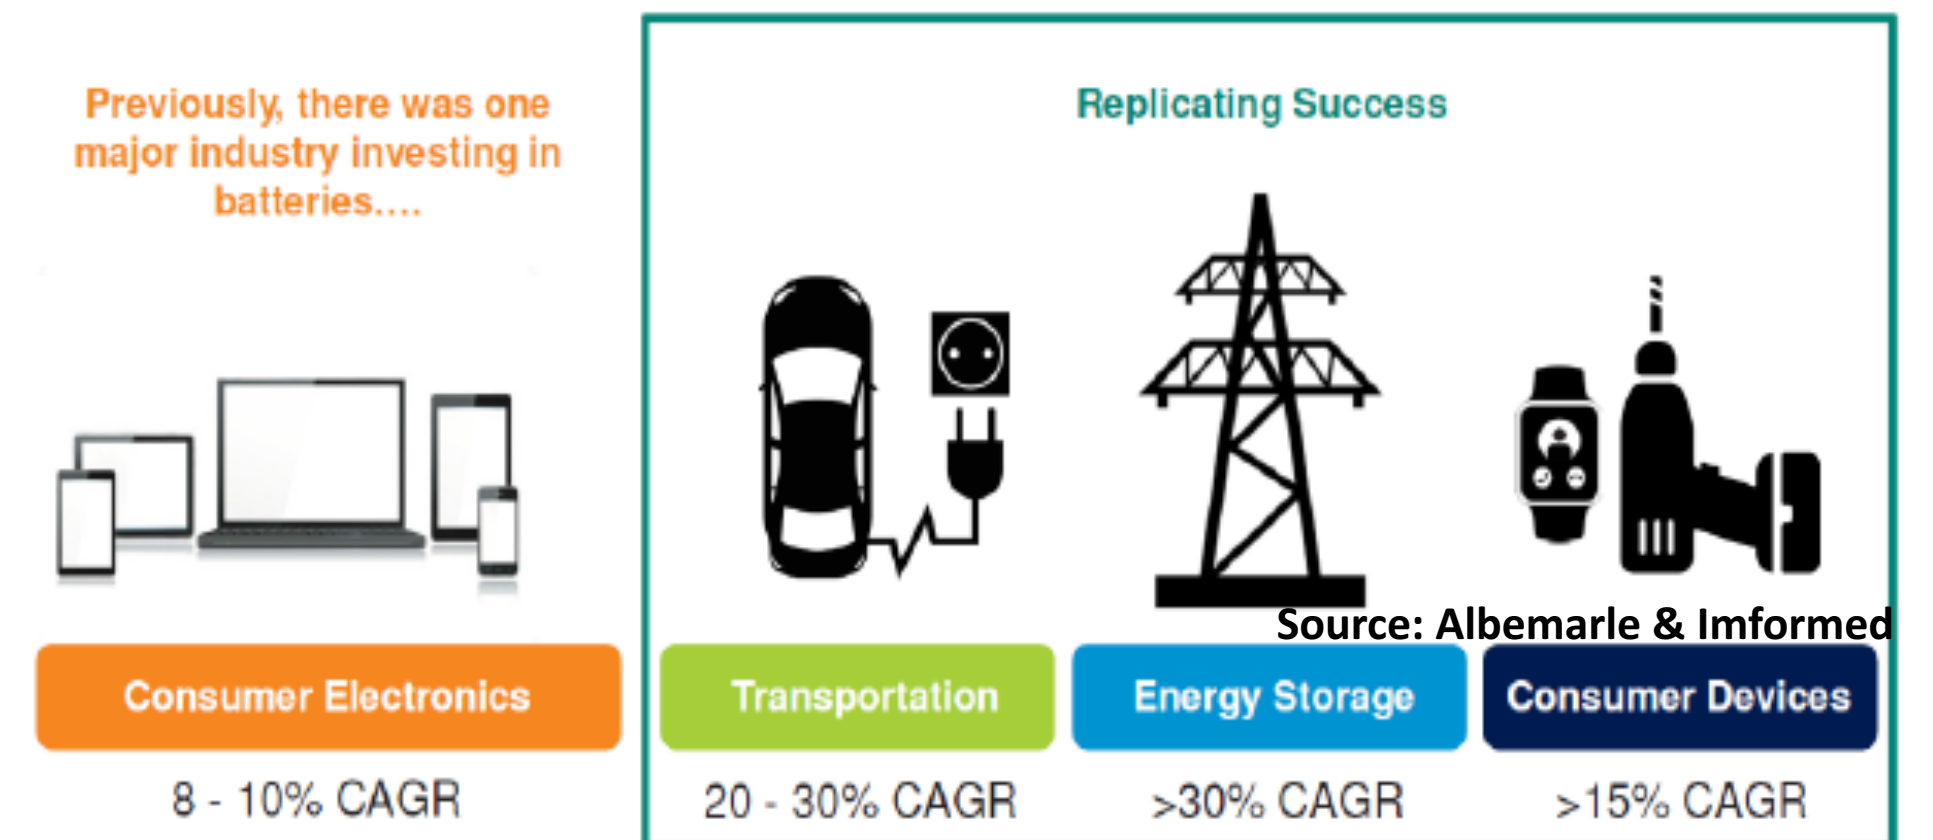 Previously, there was one
major industry investing in
batteries....
Replicating Success
Source: Albemarle & Imformed
Consumer Electronics
Transportation
Energy Storage
Consumer Devices
8 - 10% CAGR
20 - 30% CAGR
>30% CAGR
>15% CAGR